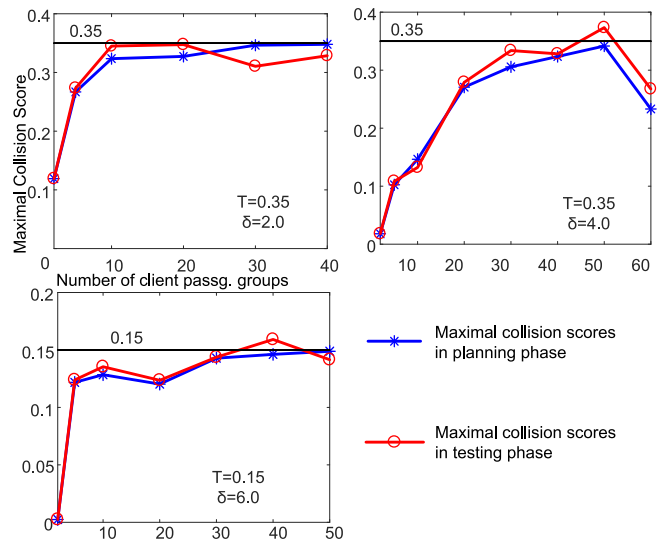 0.4
0.35
0.3
0.2
0.1
0
10
20
30
40
T=0.35
δ=2.0
Maximal Collision Score
Number of client passg. groups
0.4
0.35
0.3
0.2
0.1
0
10
20
30
40
50
60
T=0.35
δ=4.0
0.2
0.15
0.15
0.1
0.05
0
10
20
30
40
50
T=0.15
δ=6.0
Maximal collision scores
in planning phase
Maximal collision scores
in testing phase